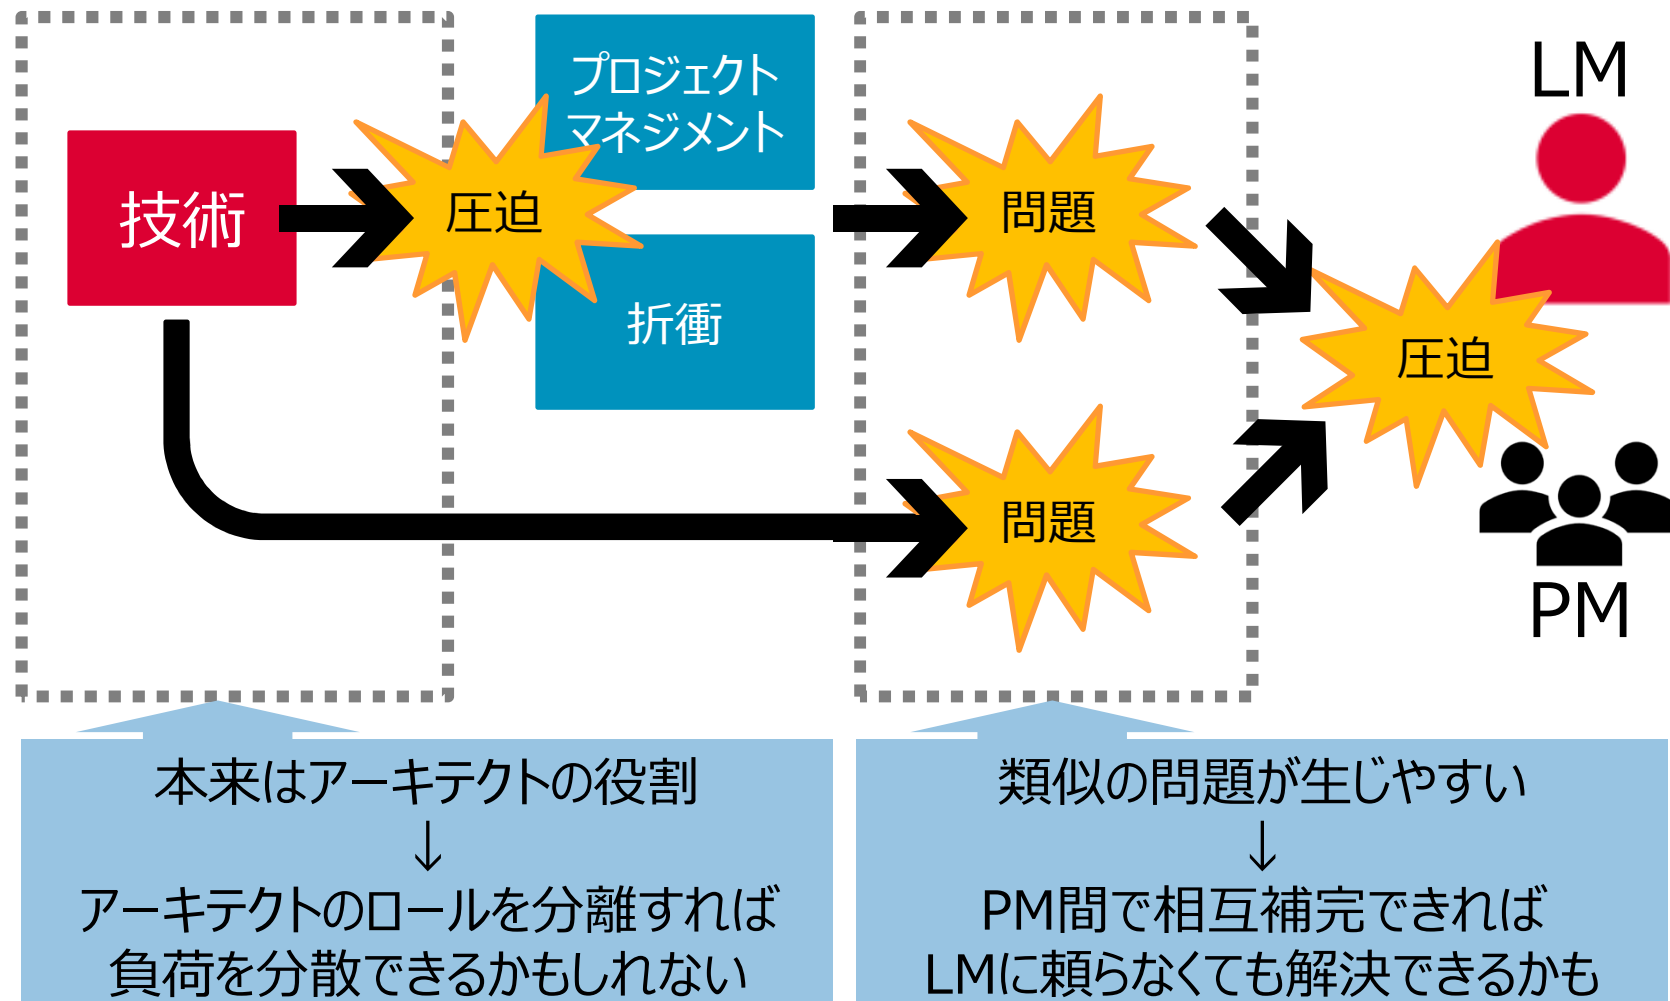 プロジェクト
マネジメント
技術
圧迫
折衝
問題
問題
LM
圧迫
PM
本来はアーキテクトの役割
↓
アーキテクトのロールを分離すれば
負荷を分散できるかもしれない
類似の問題が生じやすい
↓
PM間で相互補完できれば
LMに頼らなくても解決できるかも